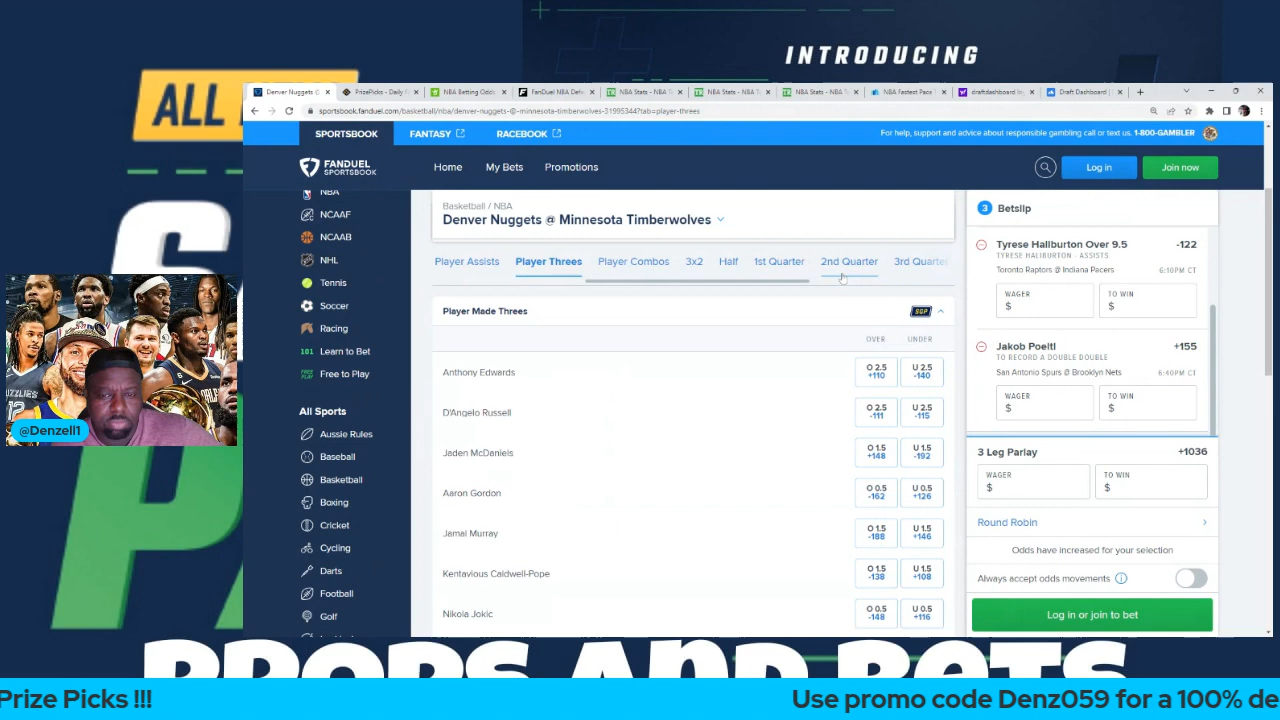 INTRODUCING
ALL
Denver Nuggets @
PrizePicks - Daily F
NBA Betting Odds
FanDuel NBA Defe
NBA Stats - NBA T
NBA Stats - NBA T
NBA Stats - NBA T
NBA Fastest Pace T
draftdashboard lo
Draft Dashboard |
sportsbook.fanduel.com/basketball/nba/denver-nuggets-@-minnesota-timberwolves-31995344?tab=player-threes
SPORTSBOOK
FANTASY
RACEBOOK
For help, support and advice about responsible gambling call or text us. 1-800-GAMBLER
FANDUEL
SPORTSBOOK
Home
My Bets
Promotions
Log in
Join now
NBA
NCAAF
NCAAB
NHL
Tennis
Soccer
Racing
101 Learn to Bet
FREE PLAY Free to Play
All Sports
Aussie Rules
Baseball
Basketball
Boxing
Cricket
Cycling
Darts
Football
Golf
Basketball / NBA
Denver Nuggets @ Minnesota Timberwolves
Player Assists
Player Threes
Player Combos
3x2
Half
1st Quarter
2nd Quarter
3rd Quarte
Player Made Threes
SGP
OVER
UNDER
Anthony Edwards
O 2.5
+110
U 2.5
-140
D'Angelo Russell
O 2.5
-111
U 2.5
-115
Jaden McDaniels
O 1.5
+148
U 1.5
-192
Aaron Gordon
O 0.5
-162
U 0.5
+126
Jamal Murray
O 1.5
-188
U 1.5
+146
Kentavious Caldwell-Pope
O 1.5
-138
U 1.5
+108
Nikola Jokic
O 0.5
-148
U 0.5
+116
3 Betslip
Tyrese Haliburton Over 9.5
-122
TYRESE HALIBURTON - ASSISTS
Toronto Raptors @ Indiana Pacers
6:10PM CT
WAGER
$
TO WIN
$
Jakob Poeltl
+155
TO RECORD A DOUBLE DOUBLE
San Antonio Spurs @ Brooklyn Nets
6:40PM CT
WAGER
$
TO WIN
$
3 Leg Parlay
+1036
WAGER
$
TO WIN
$
Round Robin
Odds have increased for your selection
Always accept odds movements
Log in or join to bet
@Denzell1
PROPS AND BETS
Prize Picks !!!
Use promo code Denz059 for a 100% de